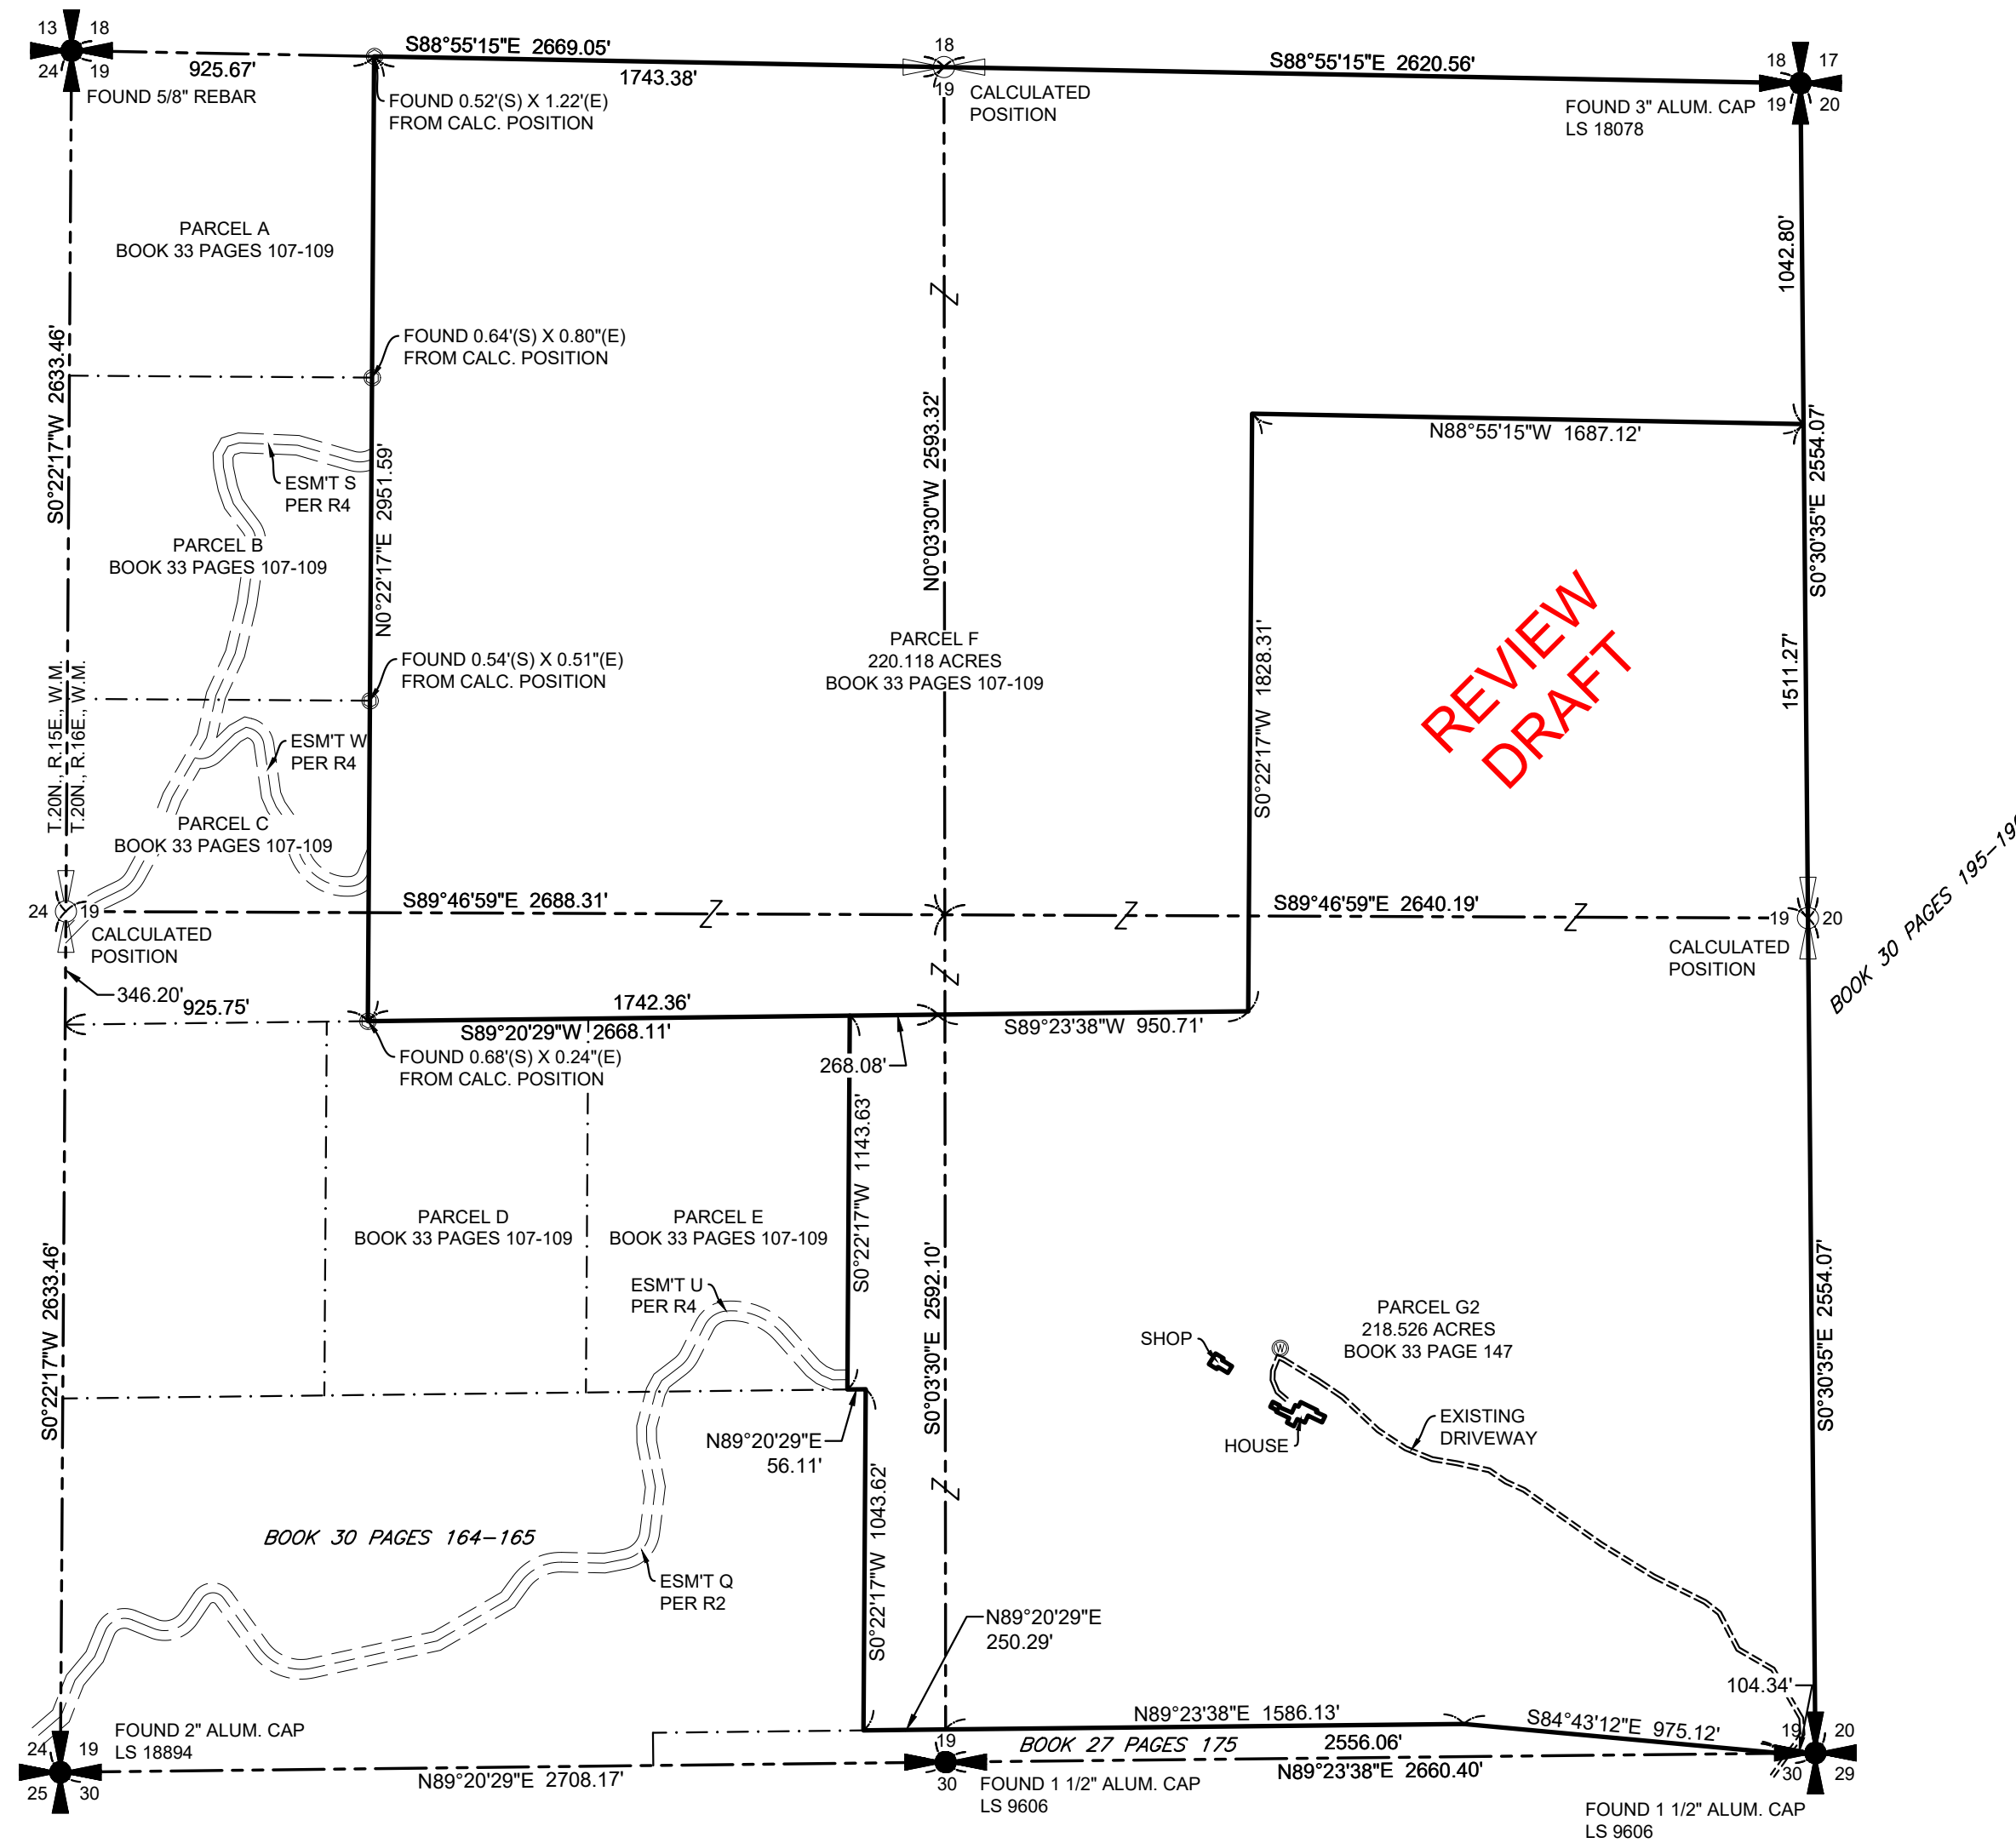 13 18
24 19
FOUND 5/8" REBAR
925.67'
S88°55'15"E 2669.05'
1743.38'
FOUND 0.52'(S) X 1.22'(E)
FROM CALC. POSITION
18
19
CALCULATED
POSITION
S88°55'15"E 2620.56'
18 17
19 20
FOUND 3" ALUM. CAP
LS 18078
1042.80'
PARCEL A
BOOK 33 PAGES 107-109
S0°22'17"W 2633.46'
FOUND 0.64'(S) X 0.80"(E)
FROM CALC. POSITION
Z
N0°03'30"W 2593.32'
N88°55'15"W 1687.12'
S0°30'35"E 2554.07'
N0°22'17"E 2951.59'
ESM'T S
PER R4
PARCEL B
BOOK 33 PAGES 107-109
PARCEL F
220.118 ACRES
BOOK 33 PAGES 107-109
S0°22'17"W 1828.31'
REVIEW
DRAFT
1511.27'
FOUND 0.54'(S) X 0.51"(E)
FROM CALC. POSITION
T.20N., R.15E., W.M.
T.20N., R.16E., W.M.
ESM'T W
PER R4
PARCEL C
BOOK 33 PAGES 107-109
24 19
CALCULATED
POSITION
S89°46'59"E 2688.31'
Z
Z
S89°46'59"E 2640.19'
Z
19 20
CALCULATED
POSITION
BOOK 30 PAGES 195-19
346.20'
925.75'
1742.36'
Z
S89°20'29"W 2668.11'
S89°23'38"W 950.71'
FOUND 0.68'(S) X 0.24"(E)
FROM CALC. POSITION
268.08'
S0°22'17"W 1143.63'
PARCEL D
BOOK 33 PAGES 107-109
PARCEL E
BOOK 33 PAGES 107-109
S0°22'17"W 2633.46'
S0°03'30"E 2592.10'
S0°30'35"E 2554.07'
ESM'T U
PER R4
SHOP
W
PARCEL G2
218.526 ACRES
BOOK 33 PAGE 147
HOUSE
EXISTING
DRIVEWAY
N89°20'29"E
56.11'
Z
S0°22'17"W 1043.62'
BOOK 30 PAGES 164-165
ESM'T Q
PER R2
N89°20'29"E
250.29'
104.34'
N89°23'38"E 1586.13'
S84°43'12"E 975.12'
FOUND 2" ALUM. CAP
LS 18894
24 19
25 30
N89°20'29"E 2708.17'
19
30
BOOK 27 PAGES 175
2556.06'
FOUND 1 1/2" ALUM. CAP
LS 9606
N89°23'38"E 2660.40'
19 20
30 29
FOUND 1 1/2" ALUM. CAP
LS 9606